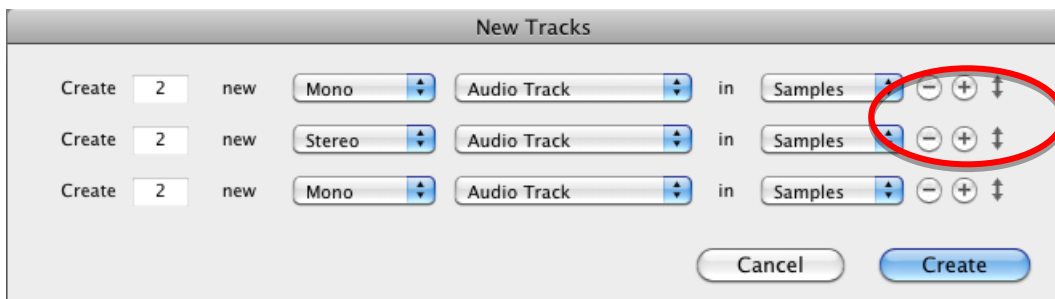 New Tracks
Create 2 new Mono Audio Track in Samples
Create 2 new Stereo Audio Track in Samples
Create 2 new Mono Audio Track in Samples
Cancel Create